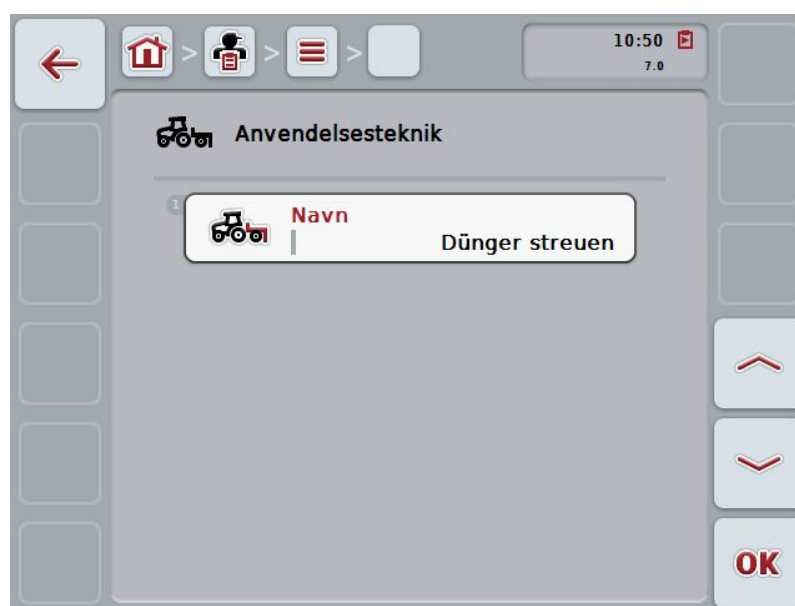 > > >
10:50
7.0
Anvendelsesteknik
1
Navn
Dünger streuen
OK